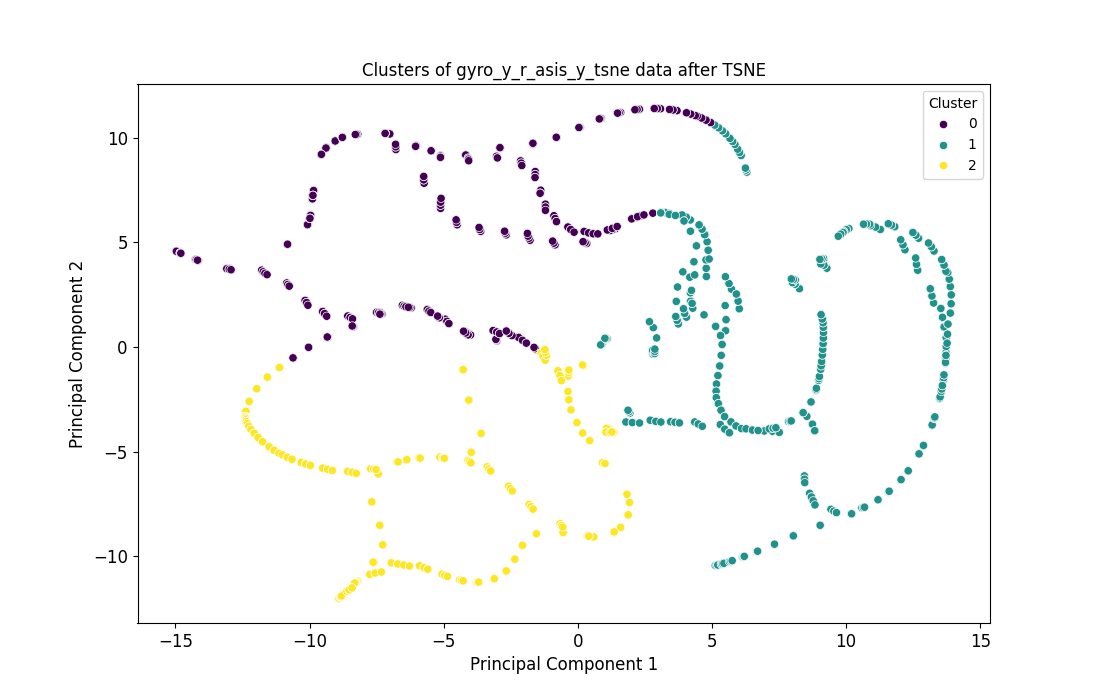 Clusters of gyro_y_r_asis_y_tsne data after TSNE
Cluster
0
1
2
10
5
0
−5
−10
Principal Component 2
−15 −10 −5 0 5 10 15
Principal Component 1